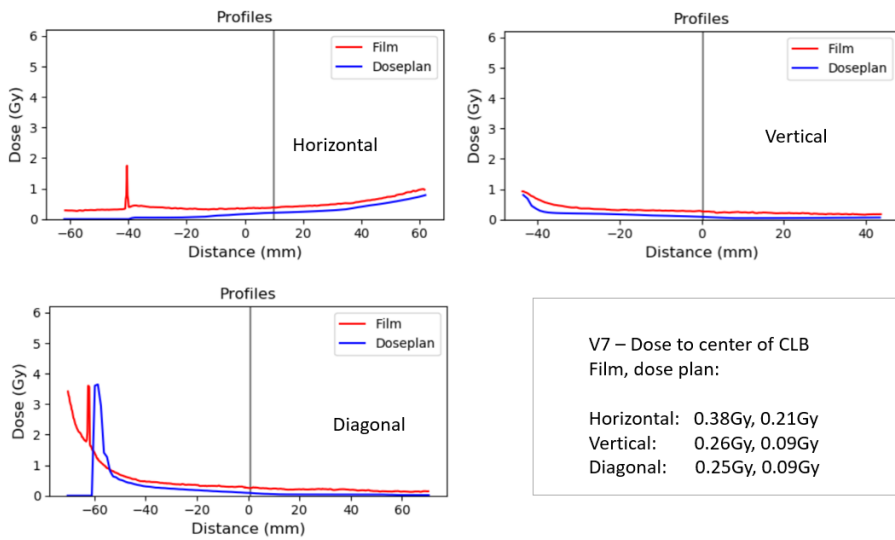 Profiles
Dose (Gy)
6
5
4
3
2
1
0
Film
Doseplan
Horizontal
−60 −40 −20 0 20 40 60
Distance (mm)
Profiles
Dose (Gy)
6
5
4
3
2
1
0
Film
Doseplan
Vertical
−40 −20 0 20 40
Distance (mm)
Profiles
Dose (Gy)
6
5
4
3
2
1
0
Film
Doseplan
Diagonal
−60 −40 −20 0 20 40 60
Distance (mm)
V7 – Dose to center of CLB
Film, dose plan:
Horizontal: 0.38Gy, 0.21Gy
Vertical: 0.26Gy, 0.09Gy
Diagonal: 0.25Gy, 0.09Gy